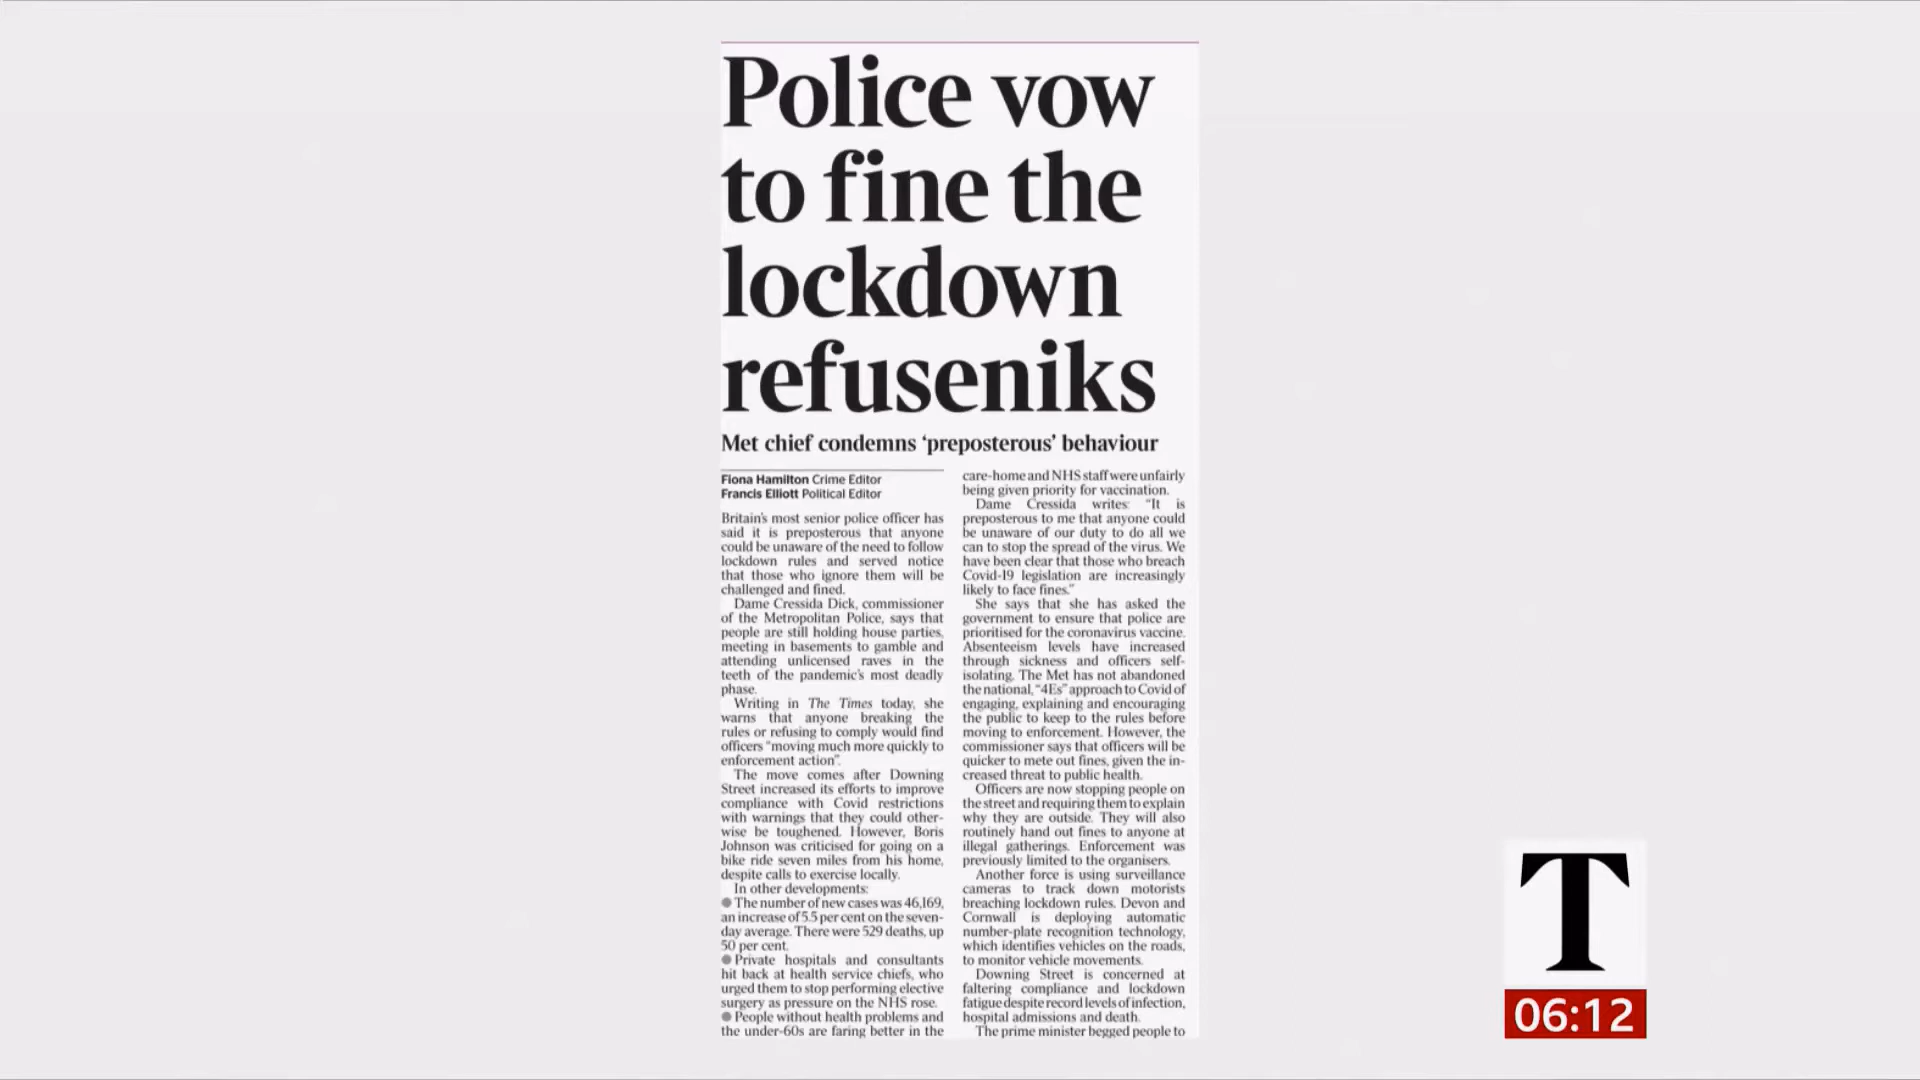 Police vow
to fine the
lockdown
refuseniks
Met chief condemns ‘preposterous’ behaviour
Fiona Hamilton Crime Editor
Francis Elliott Political Editor
Britain's most senior police officer has
said it is preposterous that anyone
could be unaware of the need to follow
lockdown rules and served notice
that those who ignore them will be
challenged and fined.
Dame Cressida Dick, commissioner
of the Metropolitan Police, says that
people are still holding house parties,
meeting in basements to gamble and
attending unlicensed raves in the
teeth of the pandemic's most deadly
phase.
Writing in The Times today, she
warns that anyone breaking the
rules or refusing to comply would find
officers “moving much more quickly to
enforcement action”.
The move comes after Downing
Street increased its efforts to improve
compliance with Covid restrictions
with warnings that they could other-
wise be toughened. However, Boris
Johnson was criticised for going on a
bike ride seven miles from his home,
despite calls to exercise locally.
In other developments:
● The number of new cases was 46,169,
an increase of 5.5 per cent on the seven-
day average. There were 529 deaths, up
50 per cent.
● Private hospitals and consultants
hit back at health service chiefs, who
urged them to stop performing elective
surgery as pressure on the NHS rose.
● People without health problems and
the under-60s are faring better in the
care-home and NHS staff were unfairly
being given priority for vaccination.
Dame Cressida writes: “It is
preposterous to me that anyone could
be unaware of our duty to do all we
can to stop the spread of the virus. We
have been clear that those who breach
Covid-19 legislation are increasingly
likely to face fines.”
She says that she has asked the
government to ensure that police are
prioritised for the coronavirus vaccine.
Absenteeism levels have increased
through sickness and officers self-
isolating. The Met has not abandoned
the national, “4Es” approach to Covid of
engaging, explaining and encouraging
the public to keep to the rules before
moving to enforcement. However, the
commissioner says that officers will be
quicker to mete out fines, given the in-
creased threat to public health.
Officers are now stopping people on
the street and requiring them to explain
why they are outside. They will also
routinely hand out fines to anyone at
illegal gatherings. Enforcement was
previously limited to the organisers.
Another force is using surveillance
cameras to track down motorists
breaching lockdown rules. Devon and
Cornwall is deploying automatic
number-plate recognition technology,
which identifies vehicles on the roads,
to monitor vehicle movements.
Downing Street is concerned at
faltering compliance and lockdown
fatigue despite record levels of infection,
hospital admissions and death.
The prime minister begged people to
T
06:12